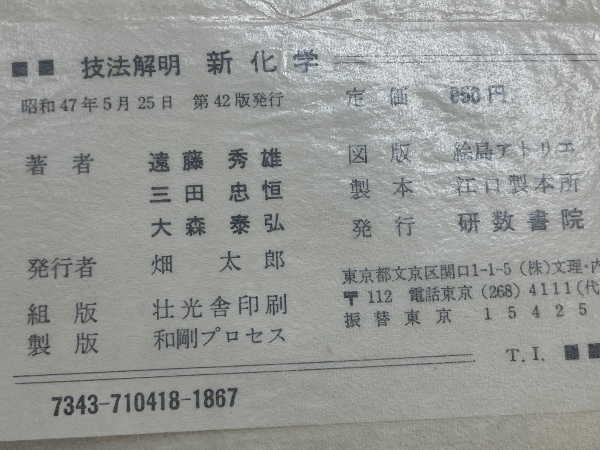 ■■ 技法解明 新化学
昭和47年5月25日 第42版発行
定価 650円
著者 遠藤秀雄
三田忠恒
大森泰弘
発行者 畑太郎
組版 壮光舎印刷
製版 和剛プロセス
図版 絵島アトリエ
製本 江口製本所
発行 研数書院
東京都文京区関口1-1-5 (株)文理・内
〒112 電話東京 (268) 4111 (代
振替東京 15425
T.I. ■■
7343-710418-1867